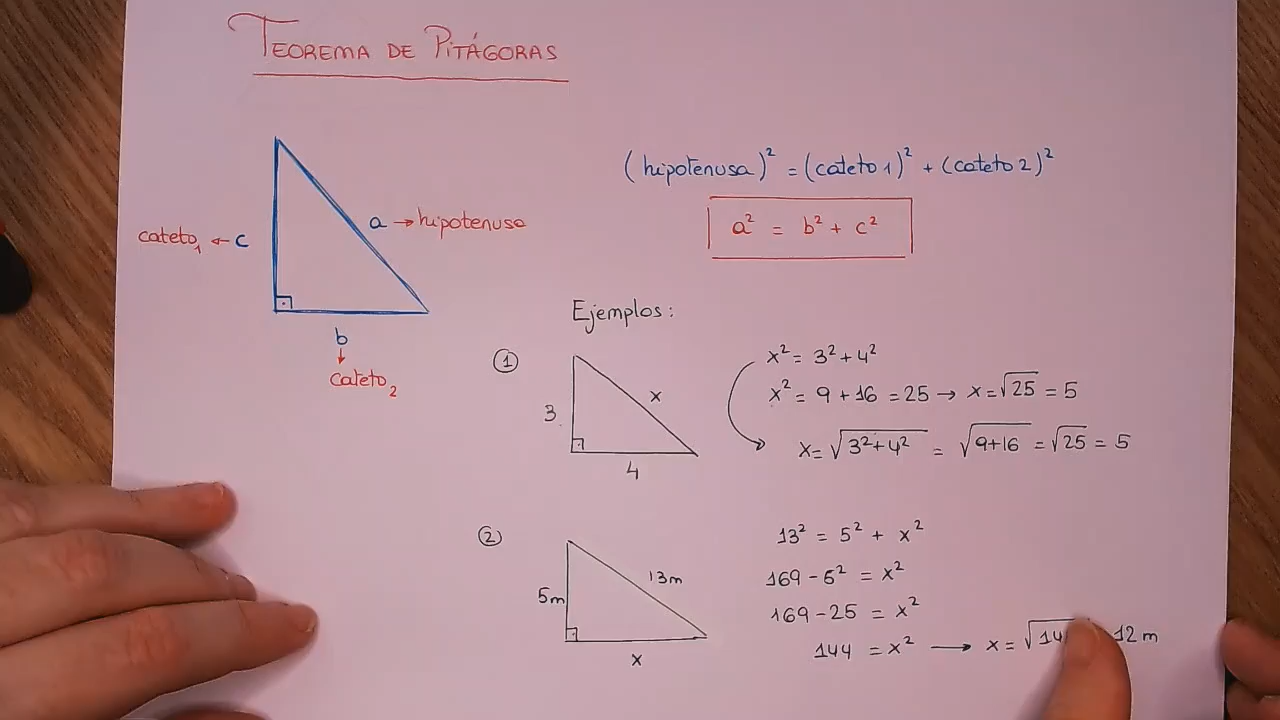 TEOREMA DE PITÁGORAS
(hipotenusa)² = (cateto 1)² + (cateto 2)²
a² = b² + c²
a → hipotenusa
cateto₁ ← c
b
↓
cateto₂
Ejemplos:
①
3
x
4
x² = 3² + 4²
x² = 9 + 16 = 25 → x = √25 = 5
x = √3²+4² = √9+16 = √25 = 5
②
5m
13m
x
13² = 5² + x²
169 - 5² = x²
169 - 25 = x²
144 = x² → x = √14 12 m